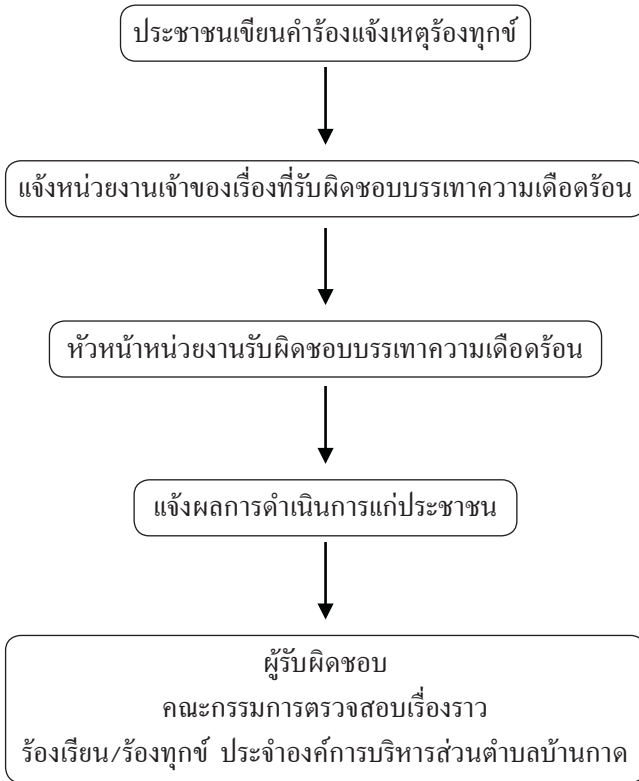 ประชาชนเขียนคำร้องแจ้งเหตุร้องทุกข์
แจ้งหน่วยงานเจ้าของเรื่องที่รับผิดชอบบรรเทาความเดือดร้อน
หัวหน้าหน่วยงานรับผิดชอบบรรเทาความเดือดร้อน
แจ้งผลการดำเนินการแก่ประชาชน
ผู้รับผิดชอบ
คณะกรรมการตรวจสอบเรื่องราว
ร้องเรียน/ร้องทุกข์ ประจำองค์การบริหารส่วนตำบลบ้านกาด